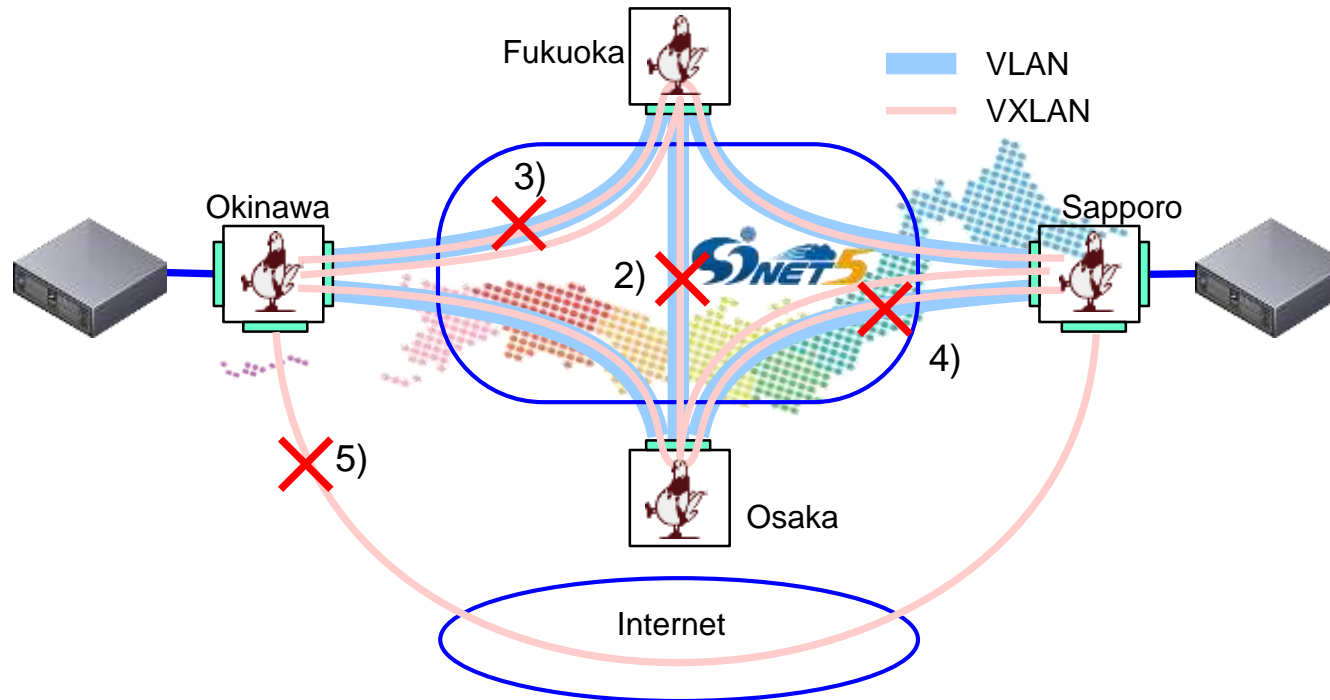 Fukuoka
VLAN
VXLAN
3)
Okinawa
Sapporo
2)
SINET5
4)
5)
Osaka
Internet